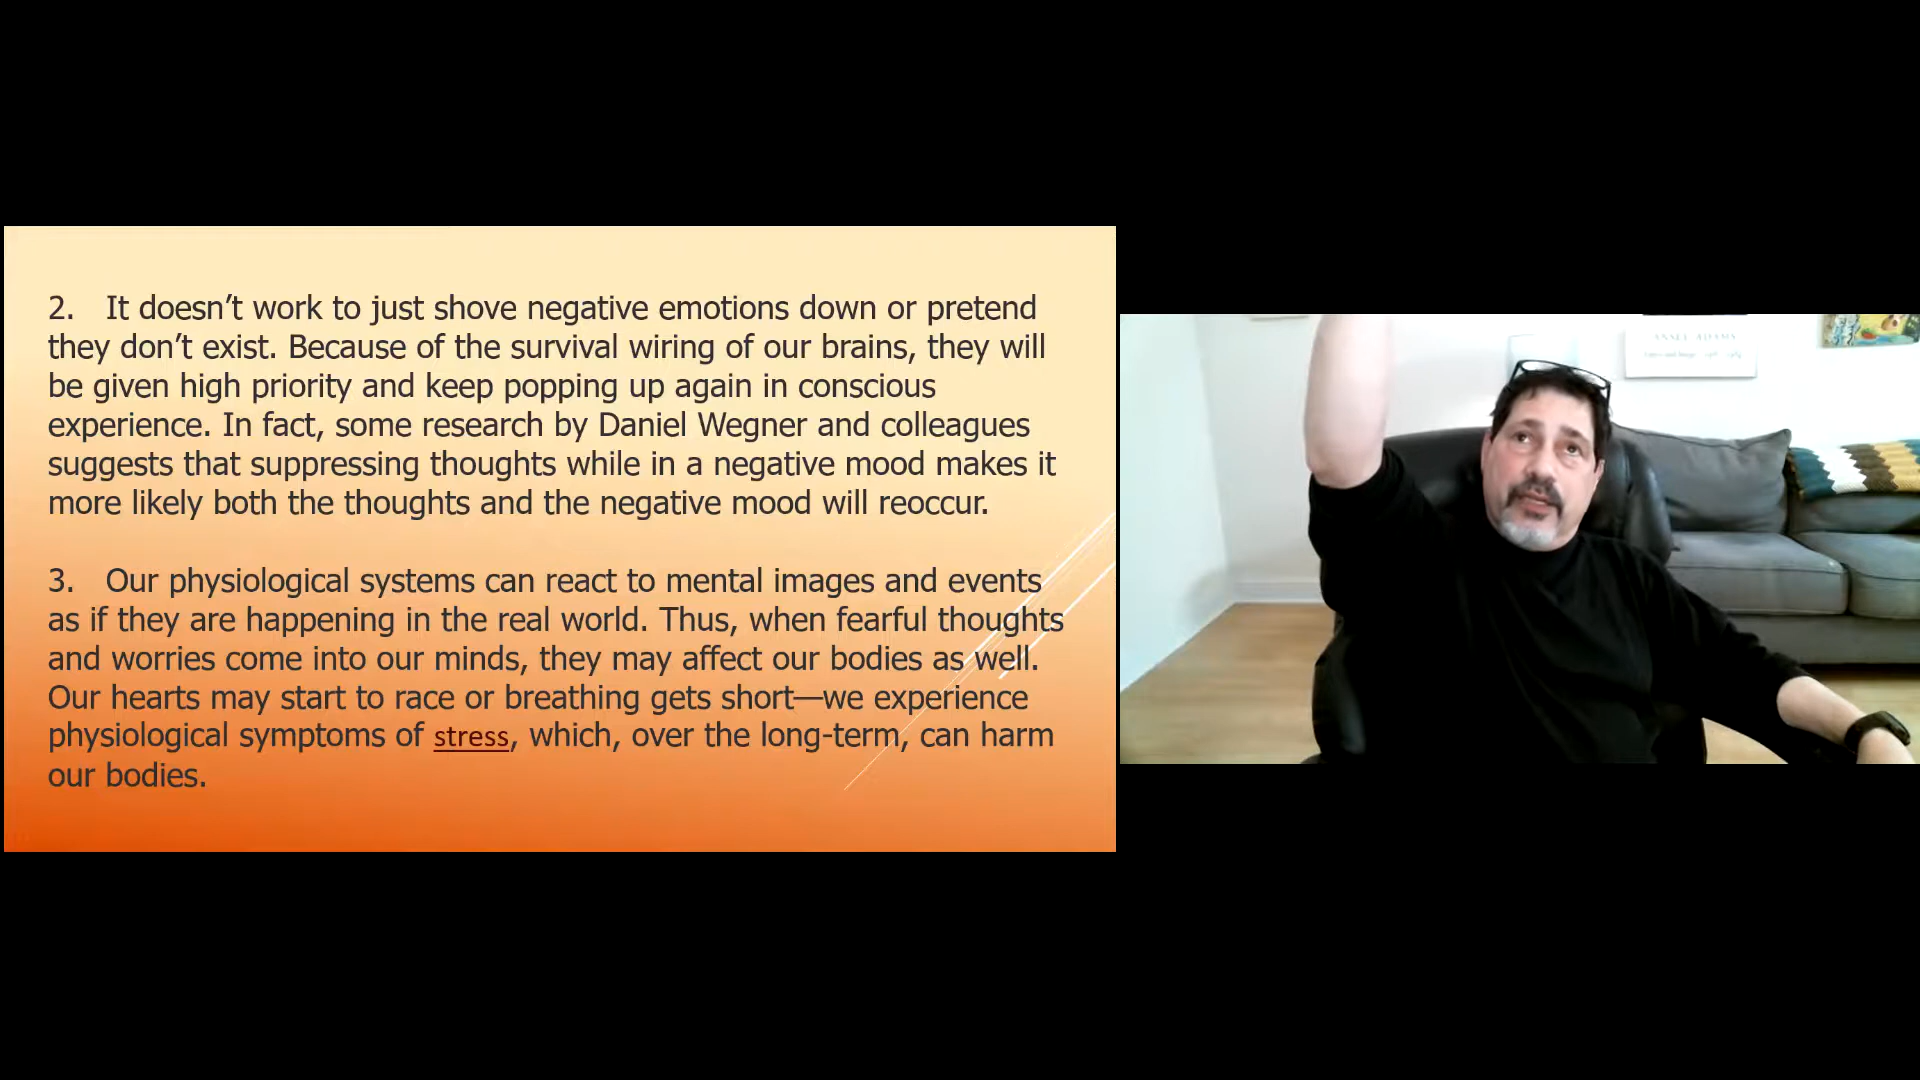 2. It doesn’t work to just shove negative emotions down or pretend
they don’t exist. Because of the survival wiring of our brains, they will
be given high priority and keep popping up again in conscious
experience. In fact, some research by Daniel Wegner and colleagues
suggests that suppressing thoughts while in a negative mood makes it
more likely both the thoughts and the negative mood will reoccur.
3. Our physiological systems can react to mental images and events
as if they are happening in the real world. Thus, when fearful thoughts
and worries come into our minds, they may affect our bodies as well.
Our hearts may start to race or breathing gets short—we experience
physiological symptoms of stress, which, over the long-term, can harm
our bodies.
ANSEL ADAMS